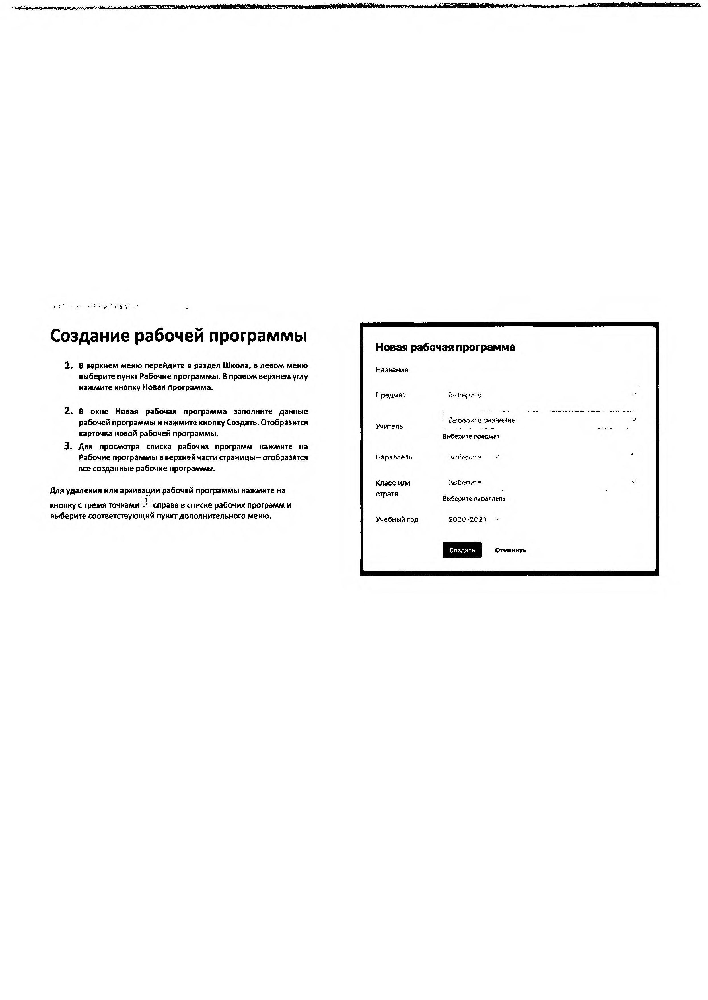 Создание рабочей программы
1. В верхнем меню перейдите в раздел Школа, в левом меню
выберите пункт Рабочие программы. В правом верхнем углу
нажмите кнопку Новая программа.
2. В окне Новая рабочая программа заполните данные
рабочей программы и нажмите кнопку Создать. Отобразится
карточка новой рабочей программы.
3. Для просмотра списка рабочих программ нажмите на
Рабочие программы в верхней части страницы – отобразятся
все созданные рабочие программы.
Для удаления или архивации рабочей программы нажмите на
кнопку с тремя точками справа в списке рабочих программ и
выберите соответствующий пункт дополнительного меню.
Новая рабочая программа
Название
Предмет Выберите
Учитель Выберите значение
Выберите предмет
Параллель Выберите
Класс или Выберите
страта
Выберите параллель
Учебный год 2020-2021
Создать Отменить